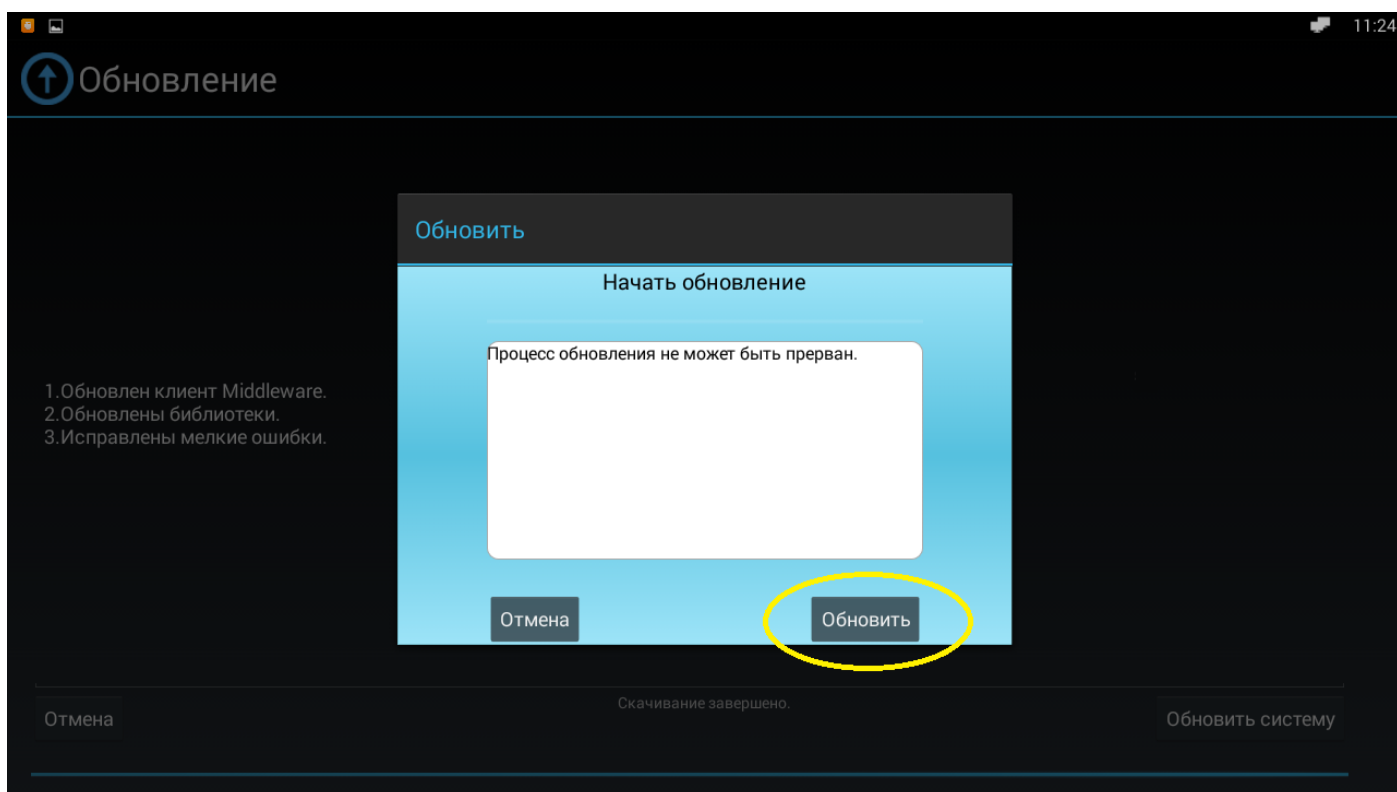 11:24
Обновление
Обновить
Начать обновление
Процесс обновления не может быть прерван.
1.Обновлен клиент Middleware.
2.Обновлены библиотеки.
3.Исправлены мелкие ошибки.
Отмена
Обновить
Скачивание завершено.
Отмена
Обновить систему